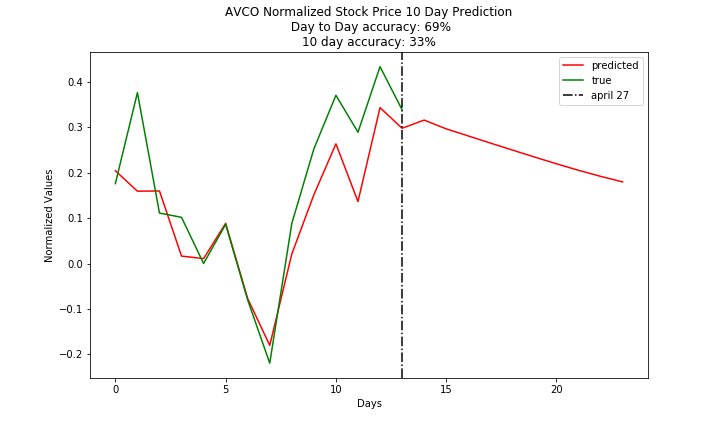 AVCO Normalized Stock Price 10 Day Prediction
Day to Day accuracy: 69%
10 day accuracy: 33%
predicted
true
april 27
0.4
0.3
0.2
0.1
0.0
−0.1
−0.2
Normalized Values
0
5
10
15
20
Days